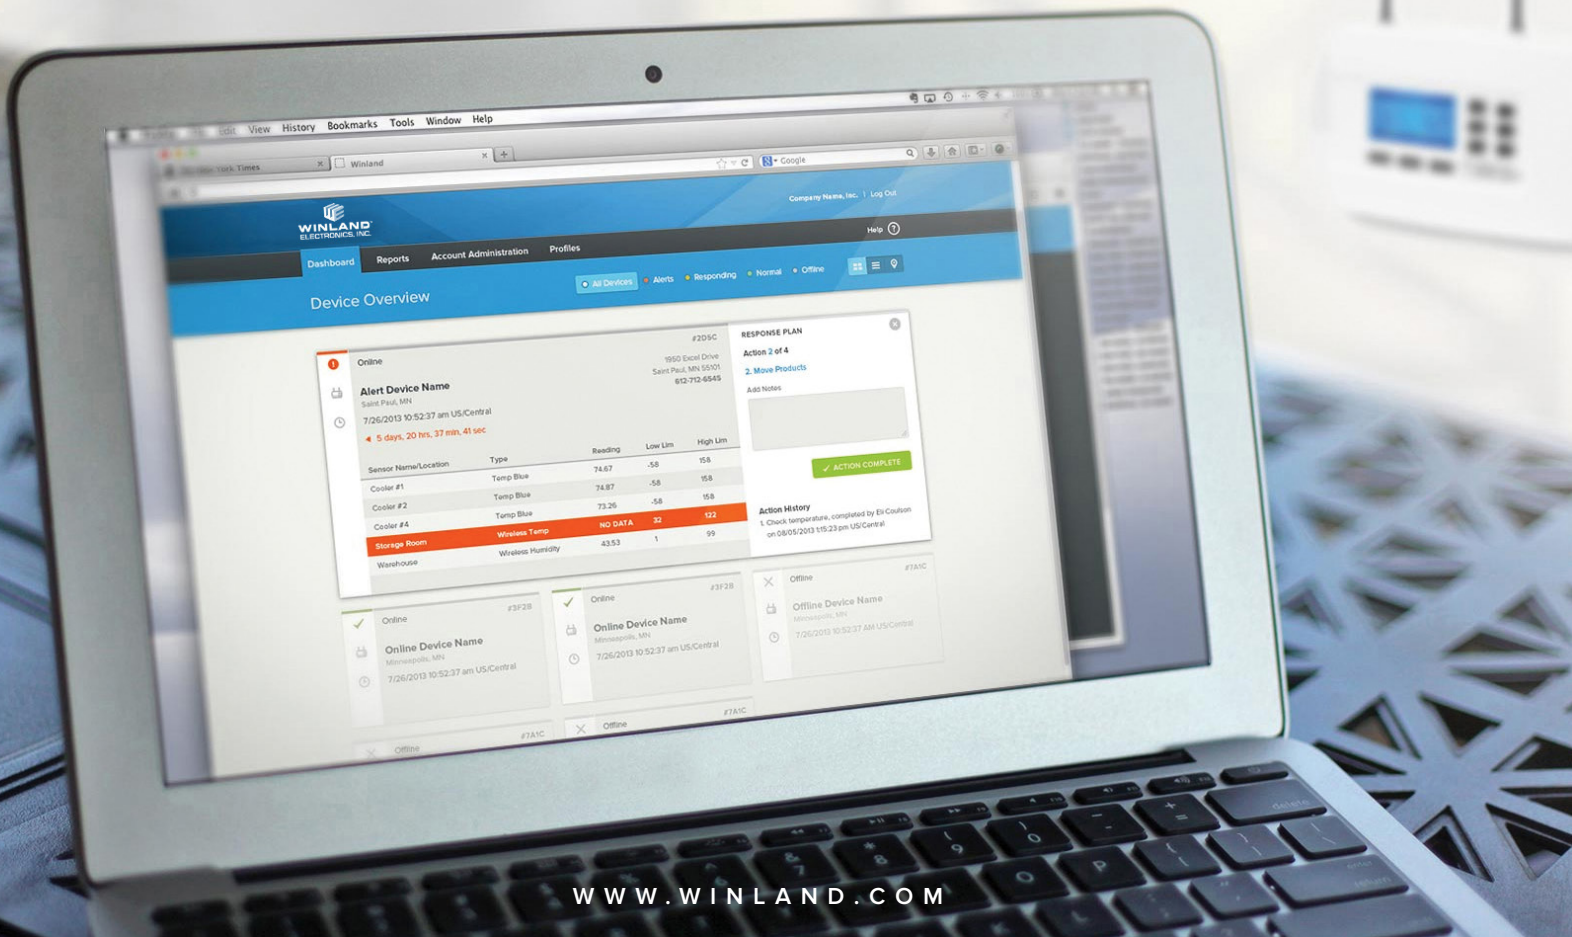 Edit View History Bookmarks Tools Window Help
York Times
Winland
Google
WINLAND
ELECTRONICS, INC.
Company Name, Inc. | Log Out
Dashboard Reports Account Administration Profiles
Help ?
Device Overview
All Devices Alerts Responding Normal Offline
Online
#2D5C
Alert Device Name
Saint Paul, MN
7/26/2013 10:52:37 am US/Central
5 days, 20 hrs, 37 min, 41 sec
1950 Excel Drive
Saint Paul, MN 55101
612-712-6545
Sensor Name/Location Type Reading Low Lim High Lim
Cooler #1 Temp Blue 74.67 -58 158
Cooler #2 Temp Blue 74.87 -58 158
Cooler #4 Temp Blue 73.26 -58 158
Storage Room Wireless Temp NO DATA 32 122
Warehouse Wireless Humidity 43.53 1 99
RESPONSE PLAN
Action 2 of 4
2. Move Products
Add Notes
ACTION COMPLETE
Action History
1. Check temperature, completed by Eli Coulson
on 08/05/2013 1:15:23 pm US/Central
Online #3F2B
Online Device Name
Minneapolis, MN
7/26/2013 10:52:37 am US/Central
Online #3F2B
Online Device Name
Minneapolis, MN
7/26/2013 10:52:37 am US/Central
Offline #7A1C
Offline Device Name
Minneapolis, MN
7/26/2013 10:52:37 AM US/Central
Offline #7A1C
Offline #7A1C
delete
WWW.WINLAND.COM